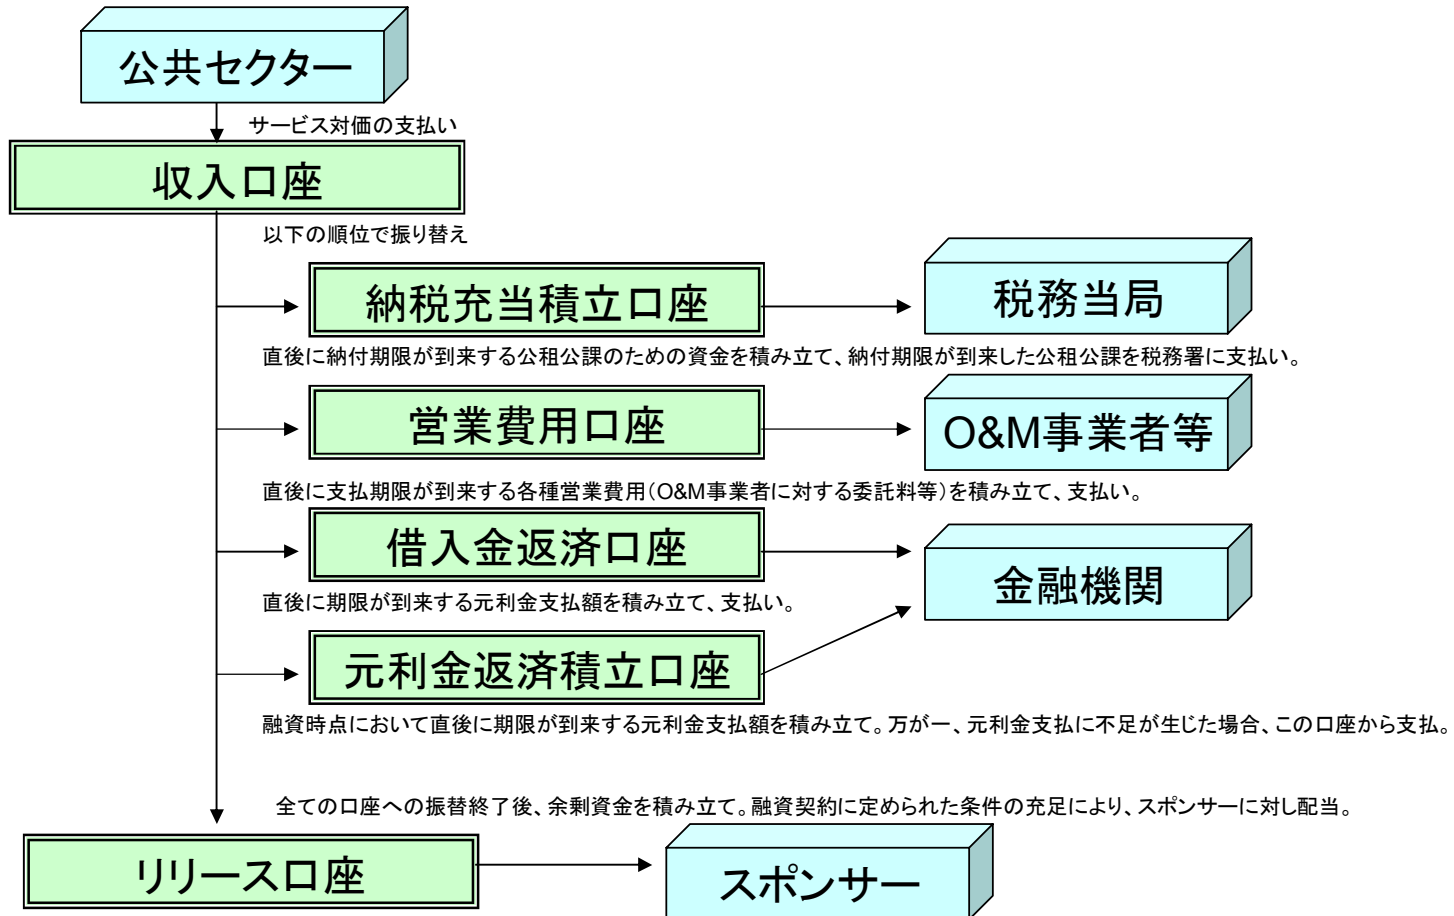 公共セクター
サービス対価の支払い
収入口座
以下の順位で振り替え
納税充当積立口座
税務当局
直後に納付期限が到来する公租公課のための資金を積み立て、納付期限が到来した公租公課を税務署に支払い。
営業費用口座
O&M事業者等
直後に支払期限が到来する各種営業費用(O&M事業者に対する委託料等)を積み立て、支払い。
借入金返済口座
金融機関
直後に期限が到来する元利金支払額を積み立て、支払い。
元利金返済積立口座
融資時点において直後に期限が到来する元利金支払額を積み立て。万が一、元利金支払に不足が生じた場合、この口座から支払。
全ての口座への振替終了後、余剰資金を積み立て。融資契約に定められた条件の充足により、スポンサーに対し配当。
リリース口座
スポンサー